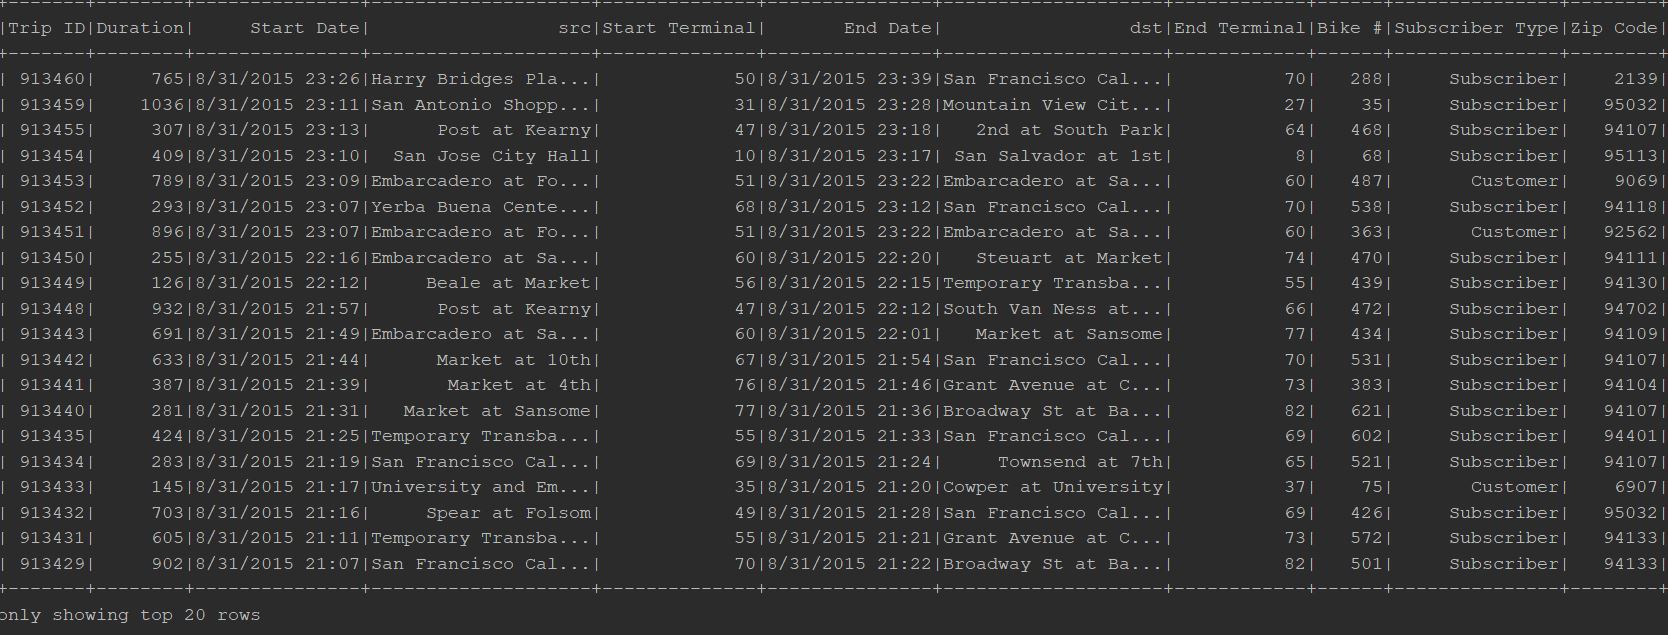 +-------+--------+---------------+--------------------+--------------+---------------+--------------------+------------+------+---------------+--------+
|Trip ID|Duration|     Start Date|                 src|Start Terminal|       End Date|                 dst|End Terminal|Bike #|Subscriber Type|Zip Code|
+-------+--------+---------------+--------------------+--------------+---------------+--------------------+------------+------+---------------+--------+
| 913460|     765|8/31/2015 23:26|Harry Bridges Pla...|            50|8/31/2015 23:39|San Francisco Cal...|          70|   288|     Subscriber|    2139|
| 913459|    1036|8/31/2015 23:11|San Antonio Shopp...|            31|8/31/2015 23:28|Mountain View Cit...|          27|    35|     Subscriber|   95032|
| 913455|     307|8/31/2015 23:13|      Post at Kearny|            47|8/31/2015 23:18|   2nd at South Park|          64|   468|     Subscriber|   94107|
| 913454|     409|8/31/2015 23:10|  San Jose City Hall|            10|8/31/2015 23:17| San Salvador at 1st|           8|    68|     Subscriber|   95113|
| 913453|     789|8/31/2015 23:09|Embarcadero at Fo...|            51|8/31/2015 23:22|Embarcadero at Sa...|          60|   487|       Customer|    9069|
| 913452|     293|8/31/2015 23:07|Yerba Buena Cente...|            68|8/31/2015 23:12|San Francisco Cal...|          70|   538|     Subscriber|   94118|
| 913451|     896|8/31/2015 23:07|Embarcadero at Fo...|            51|8/31/2015 23:22|Embarcadero at Sa...|          60|   363|       Customer|   92562|
| 913450|     255|8/31/2015 22:16|Embarcadero at Sa...|            60|8/31/2015 22:20|   Steuart at Market|          74|   470|     Subscriber|   94111|
| 913449|     126|8/31/2015 22:12|     Beale at Market|            56|8/31/2015 22:15|Temporary Transba...|          55|   439|     Subscriber|   94130|
| 913448|     932|8/31/2015 21:57|      Post at Kearny|            47|8/31/2015 22:12|South Van Ness at...|          66|   472|     Subscriber|   94702|
| 913443|     691|8/31/2015 21:49|Embarcadero at Sa...|            60|8/31/2015 22:01|   Market at Sansome|          77|   434|     Subscriber|   94109|
| 913442|     633|8/31/2015 21:44|      Market at 10th|            67|8/31/2015 21:54|San Francisco Cal...|          70|   531|     Subscriber|   94107|
| 913441|     387|8/31/2015 21:39|       Market at 4th|            76|8/31/2015 21:46|Grant Avenue at C...|          73|   383|     Subscriber|   94104|
| 913440|     281|8/31/2015 21:31|   Market at Sansome|            77|8/31/2015 21:36|Broadway St at Ba...|          82|   621|     Subscriber|   94107|
| 913435|     424|8/31/2015 21:25|Temporary Transba...|            55|8/31/2015 21:33|San Francisco Cal...|          69|   602|     Subscriber|   94401|
| 913434|     283|8/31/2015 21:19|San Francisco Cal...|            69|8/31/2015 21:24|     Townsend at 7th|          65|   521|     Subscriber|   94107|
| 913433|     145|8/31/2015 21:17|University and Em...|            35|8/31/2015 21:20|Cowper at University|          37|    75|       Customer|    6907|
| 913432|     703|8/31/2015 21:16|     Spear at Folsom|            49|8/31/2015 21:28|San Francisco Cal...|          69|   426|     Subscriber|   95032|
| 913431|     605|8/31/2015 21:11|Temporary Transba...|            55|8/31/2015 21:21|Grant Avenue at C...|          73|   572|     Subscriber|   94133|
| 913429|     902|8/31/2015 21:07|San Francisco Cal...|            70|8/31/2015 21:22|Broadway St at Ba...|          82|   501|     Subscriber|   94133|
+-------+--------+---------------+--------------------+--------------+---------------+--------------------+------------+------+---------------+--------+
only showing top 20 rows